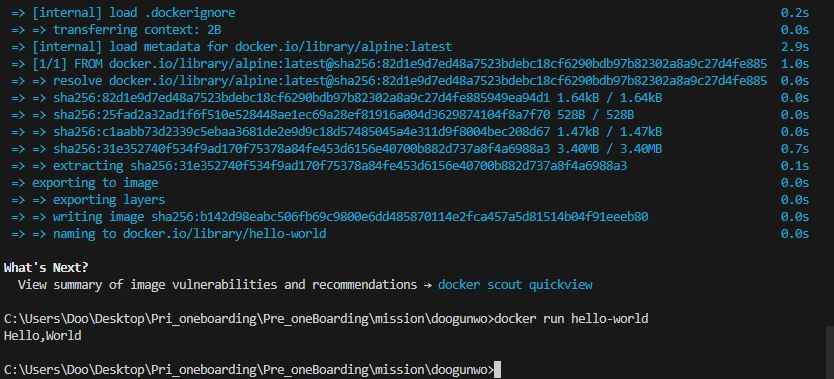 => [internal] load .dockerignore 0.2s
=> => transferring context: 2B 0.0s
=> [internal] load metadata for docker.io/library/alpine:latest 2.9s
=> [1/1] FROM docker.io/library/alpine:latest@sha256:82d1e9d7ed48a7523bdebc18cf6290bdb97b82302a8a9c27d4fe885 1.0s
=> => resolve docker.io/library/alpine:latest@sha256:82d1e9d7ed48a7523bdebc18cf6290bdb97b82302a8a9c27d4fe885 0.0s
=> => sha256:82d1e9d7ed48a7523bdebc18cf6290bdb97b82302a8a9c27d4fe885949ea94d1 1.64kB / 1.64kB 0.0s
=> => sha256:25fad2a32ad1f6f510e528448ae1ec69a28ef81916a004d3629874104f8a7f70 528B / 528B 0.0s
=> => sha256:c1aabb73d2339c5ebaa3681de2e9d9c18d57485045a4e311d9f8004bec208d67 1.47kB / 1.47kB 0.0s
=> => sha256:31e352740f534f9ad170f75378a84fe453d6156e40700b882d737a8f4a6988a3 3.40MB / 3.40MB 0.7s
=> => extracting sha256:31e352740f534f9ad170f75378a84fe453d6156e40700b882d737a8f4a6988a3 0.1s
=> exporting to image 0.0s
=> => exporting layers 0.0s
=> => writing image sha256:b142d98eabc506fb69c9800e6dd485870114e2fca457a5d81514b04f91eeeb80 0.0s
=> => naming to docker.io/library/hello-world 0.0s
What's Next?
View summary of image vulnerabilities and recommendations → docker scout quickview
C:\Users\Doo\Desktop\Pri_oneboarding\Pre_oneBoarding\mission\doogunwo>docker run hello-world
Hello,World
C:\Users\Doo\Desktop\Pri_oneboarding\Pre_oneBoarding\mission\doogunwo>